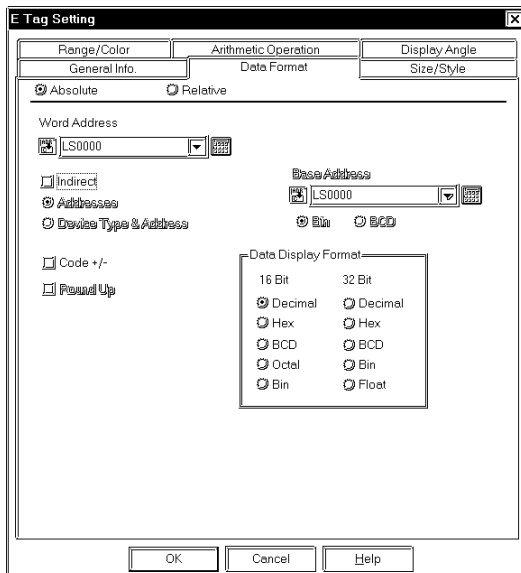 E Tag Setting
Range/Color Arithmetic Operation Display Angle
General Info. Data Format Size/Style
Absolute Relative
Word Address
LS0000
Indirect
Base Address
Addresses
LS0000
Device Type & Address
Bin BCD
Code +/-
Round Up
Data Display Format
16 Bit 32 Bit
Decimal Decimal
Hex Hex
BCD BCD
Octal Bin
Bin Float
OK Cancel Help